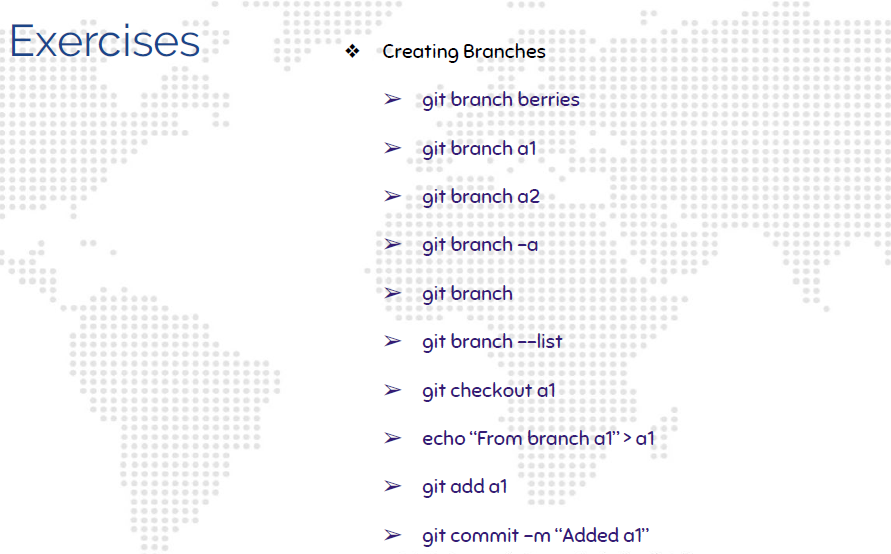 Exercises
❖ Creating Branches
➢ git branch berries
➢ git branch a1
➢ git branch a2
➢ git branch -a
➢ git branch
➢ git branch --list
➢ git checkout a1
➢ echo “From branch a1” > a1
➢ git add a1
➢ git commit -m “Added a1”